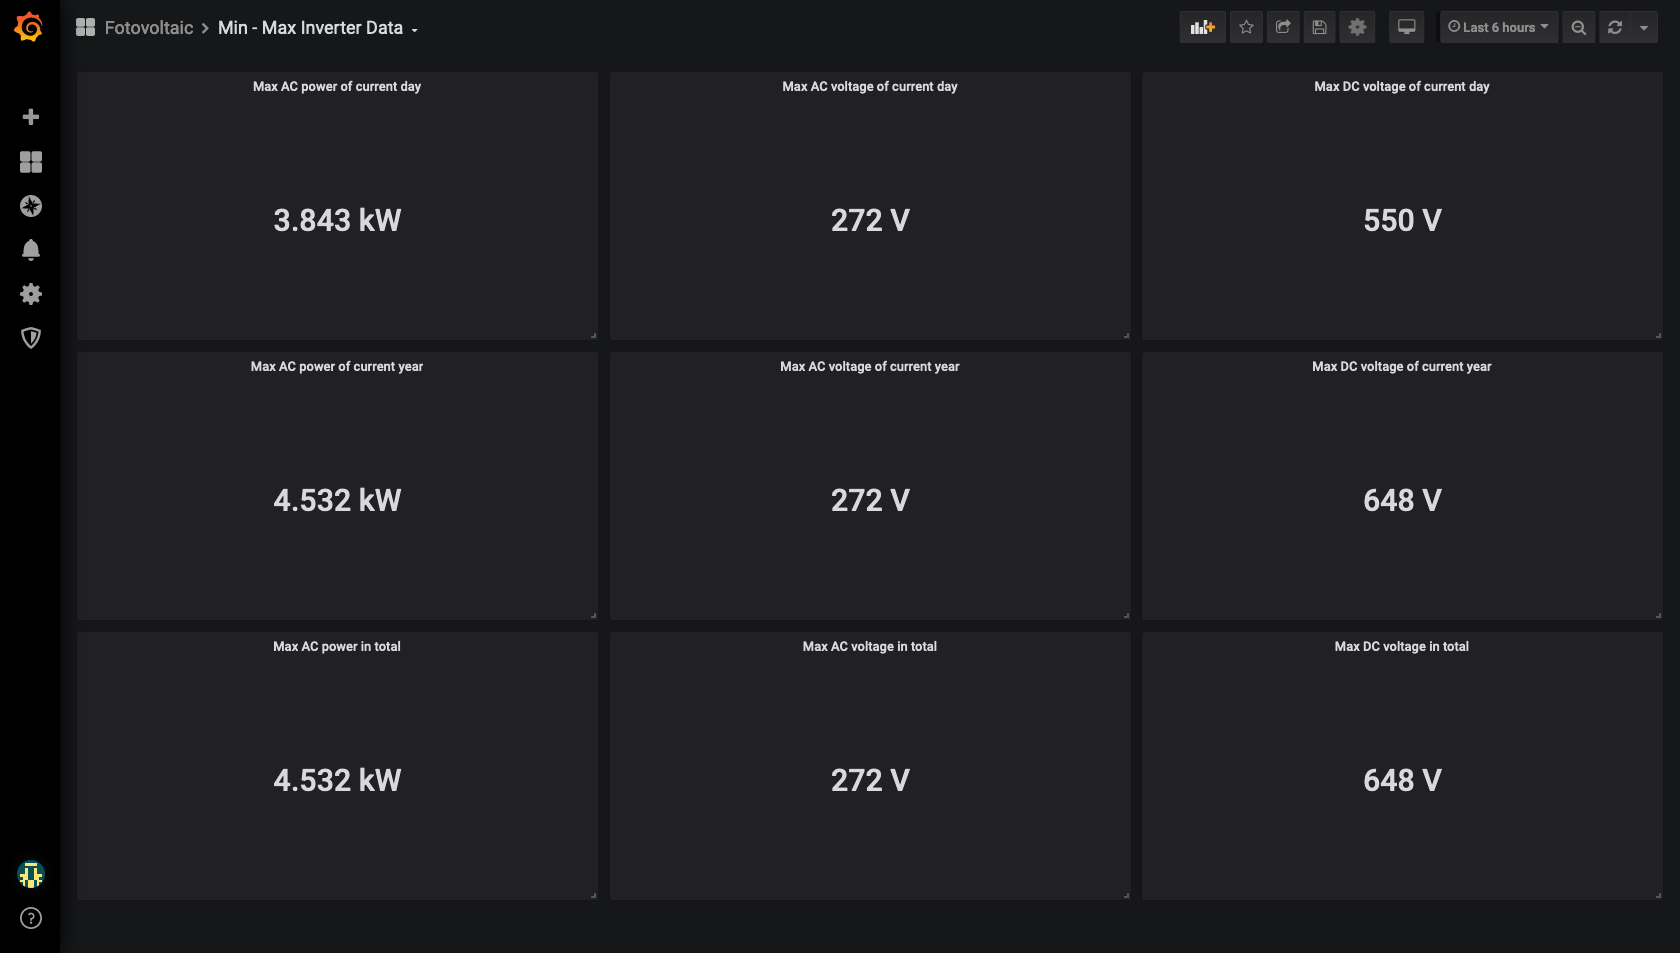 Fotovoltaic > Min - Max Inverter Data
Last 6 hours
Max AC power of current day
3.843 kW
Max AC voltage of current day
272 V
Max DC voltage of current day
550 V
Max AC power of current year
4.532 kW
Max AC voltage of current year
272 V
Max DC voltage of current year
648 V
Max AC power in total
4.532 kW
Max AC voltage in total
272 V
Max DC voltage in total
648 V